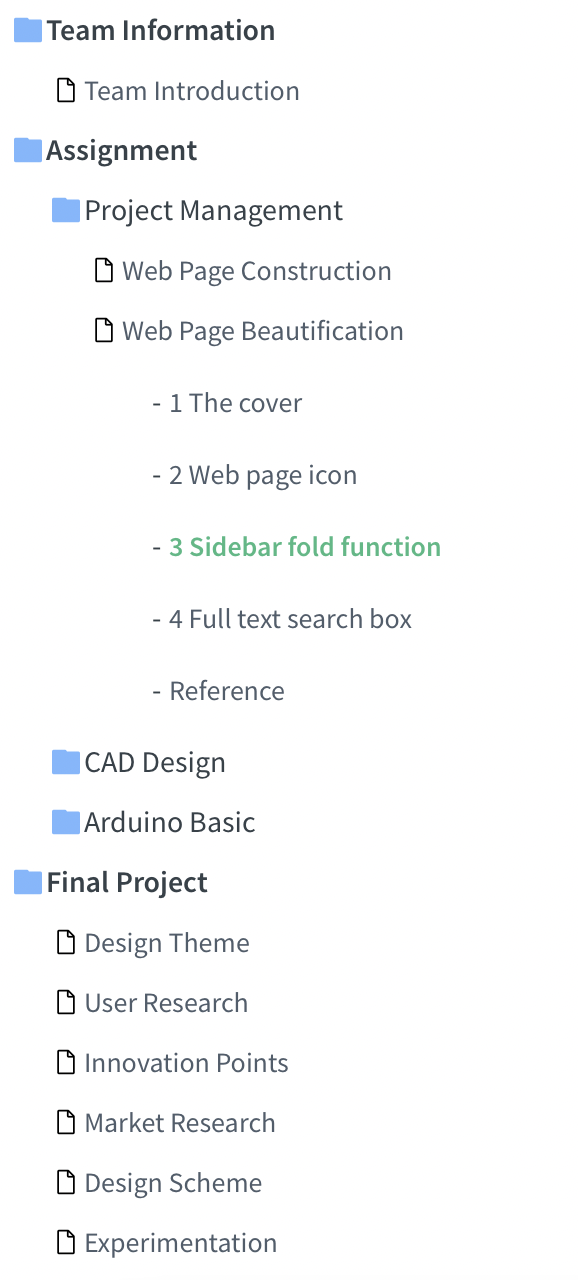 Team Information
Team Introduction
Assignment
Project Management
Web Page Construction
Web Page Beautification
- 1 The cover
- 2 Web page icon
- 3 Sidebar fold function
- 4 Full text search box
- Reference
CAD Design
Arduino Basic
Final Project
Design Theme
User Research
Innovation Points
Market Research
Design Scheme
Experimentation